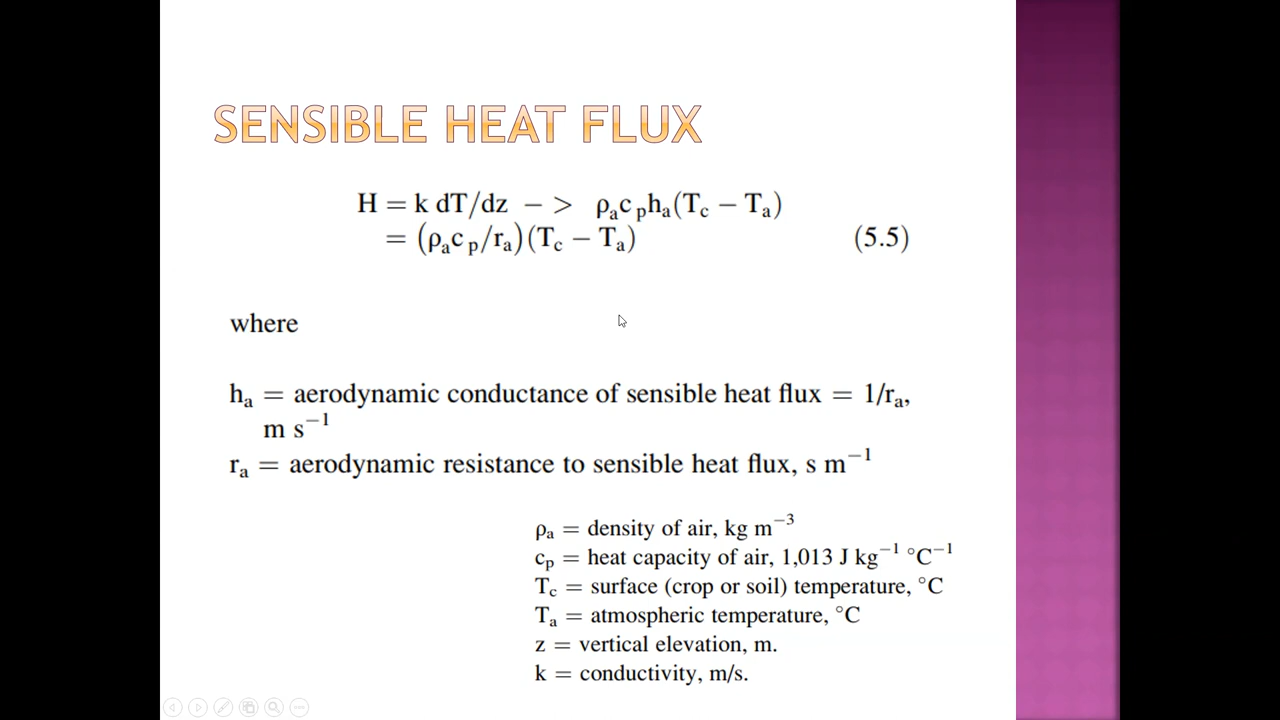 SENSIBLE HEAT FLUX
H = k dT/dz − > ρₐcₚhₐ(T꜀ − Tₐ)
= (ρₐcₚ/rₐ)(T꜀ − Tₐ) (5.5)
where
hₐ = aerodynamic conductance of sensible heat flux = 1/rₐ,
m s⁻¹
rₐ = aerodynamic resistance to sensible heat flux, s m⁻¹
ρₐ = density of air, kg m⁻³
cₚ = heat capacity of air, 1,013 J kg⁻¹ °C⁻¹
T꜀ = surface (crop or soil) temperature, °C
Tₐ = atmospheric temperature, °C
z = vertical elevation, m.
k = conductivity, m/s.